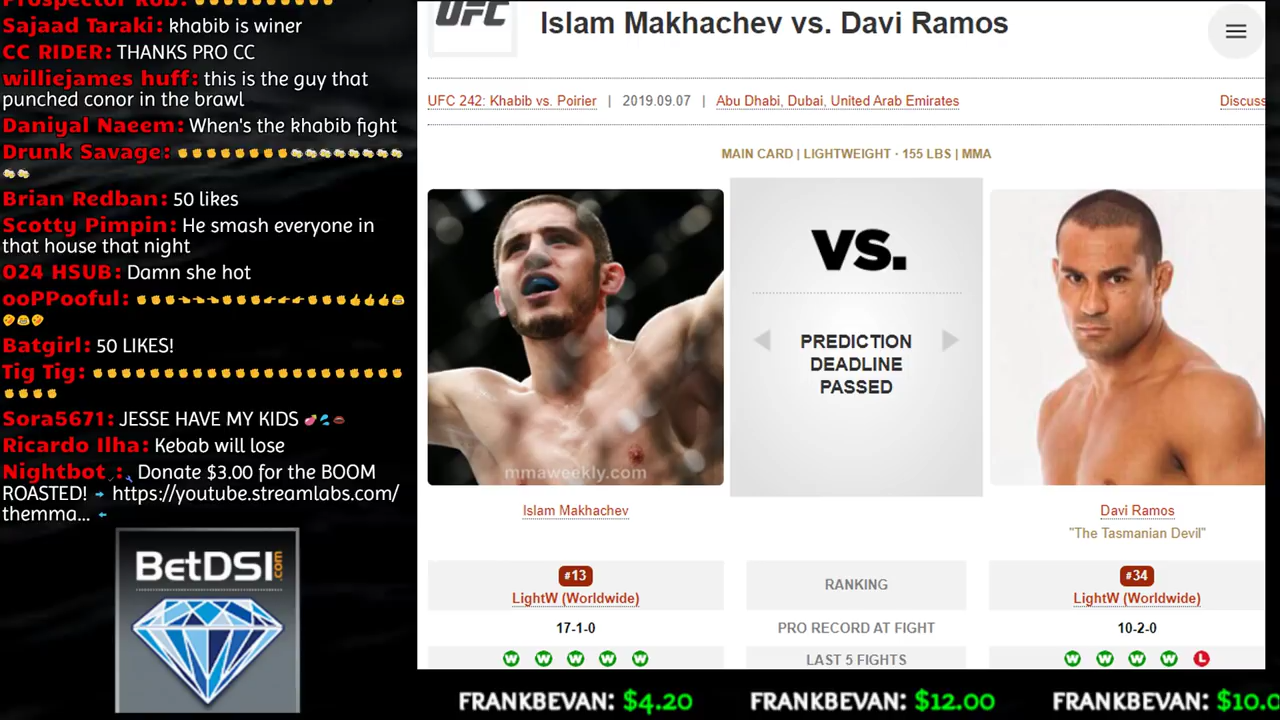 Prospector Rob:
Sajaad Taraki: khabib is winer
CC RIDER: THANKS PRO CC
williejames huff: this is the guy that
punched conor in the brawl
Daniyal Naeem: When's the khabib fight
Drunk Savage:
Brian Redban: 50 likes
Scotty Pimpin: He smash everyone in
that house that night
024 HSUB: Damn she hot
ooPPooful:
Batgirl: 50 LIKES!
Tig Tig:
Sora5671: JESSE HAVE MY KIDS
Ricardo Ilha: Kebab will lose
Nightbot : Donate $3.00 for the BOOM
ROASTED! https://youtube.streamlabs.com/
themma...
BetDSI.com
UFC
Islam Makhachev vs. Davi Ramos
UFC 242: Khabib vs. Poirier | 2019.09.07 | Abu Dhabi, Dubai, United Arab Emirates
Discuss
MAIN CARD | LIGHTWEIGHT · 155 LBS | MMA
VS.
PREDICTION
DEADLINE
PASSED
mmaweekly.com
Islam Makhachev
Davi Ramos
"The Tasmanian Devil"
#13
LightW (Worldwide)
RANKING
#34
LightW (Worldwide)
17-1-0
PRO RECORD AT FIGHT
10-2-0
W W W W W
LAST 5 FIGHTS
W W W W L
FRANKBEVAN: $4.20 FRANKBEVAN: $12.00 FRANKBEVAN: $10.0